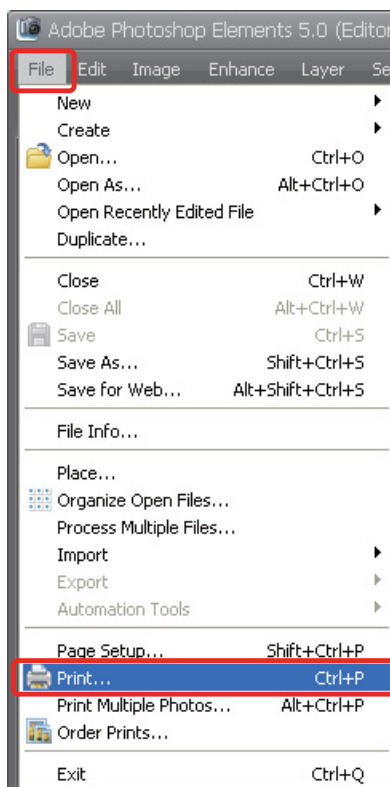 Adobe Photoshop Elements 5.0 (Editor
File Edit Image Enhance Layer Se
New
Create
Open... Ctrl+O
Open As... Alt+Ctrl+O
Open Recently Edited File
Duplicate...
Close Ctrl+W
Close All Alt+Ctrl+W
Save Ctrl+S
Save As... Shift+Ctrl+S
Save for Web... Alt+Shift+Ctrl+S
File Info...
Place...
Organize Open Files...
Process Multiple Files...
Import
Export
Automation Tools
Page Setup... Shift+Ctrl+P
Print... Ctrl+P
Print Multiple Photos... Alt+Ctrl+P
Order Prints...
Exit Ctrl+Q